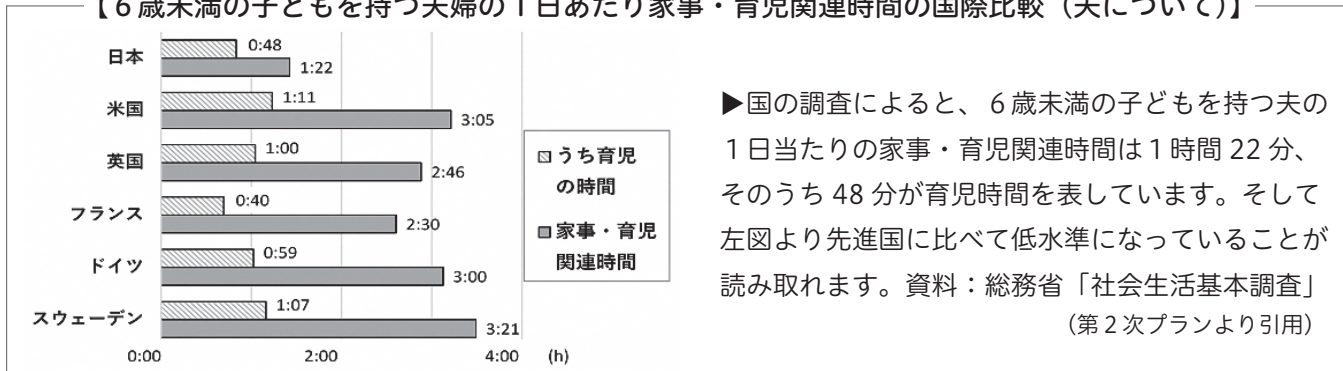 【６歳未満の子どもを持つ夫婦の１日あたり家事・育児関連時間の国際比較（夫について）】
日本
0:48
1:22
米国
1:11
3:05
英国
1:00
2:46
フランス
0:40
2:30
ドイツ
0:59
3:00
スウェーデン
1:07
3:21
0:00
2:00
4:00
(h)
うち育児
の時間
家事・育児
関連時間
▶国の調査によると、６歳未満の子どもを持つ夫の
１日当たりの家事・育児関連時間は１時間 22 分、
そのうち 48 分が育児時間を表しています。そして
左図より先進国に比べて低水準になっていることが
読み取れます。資料：総務省「社会生活基本調査」
（第２次プランより引用）